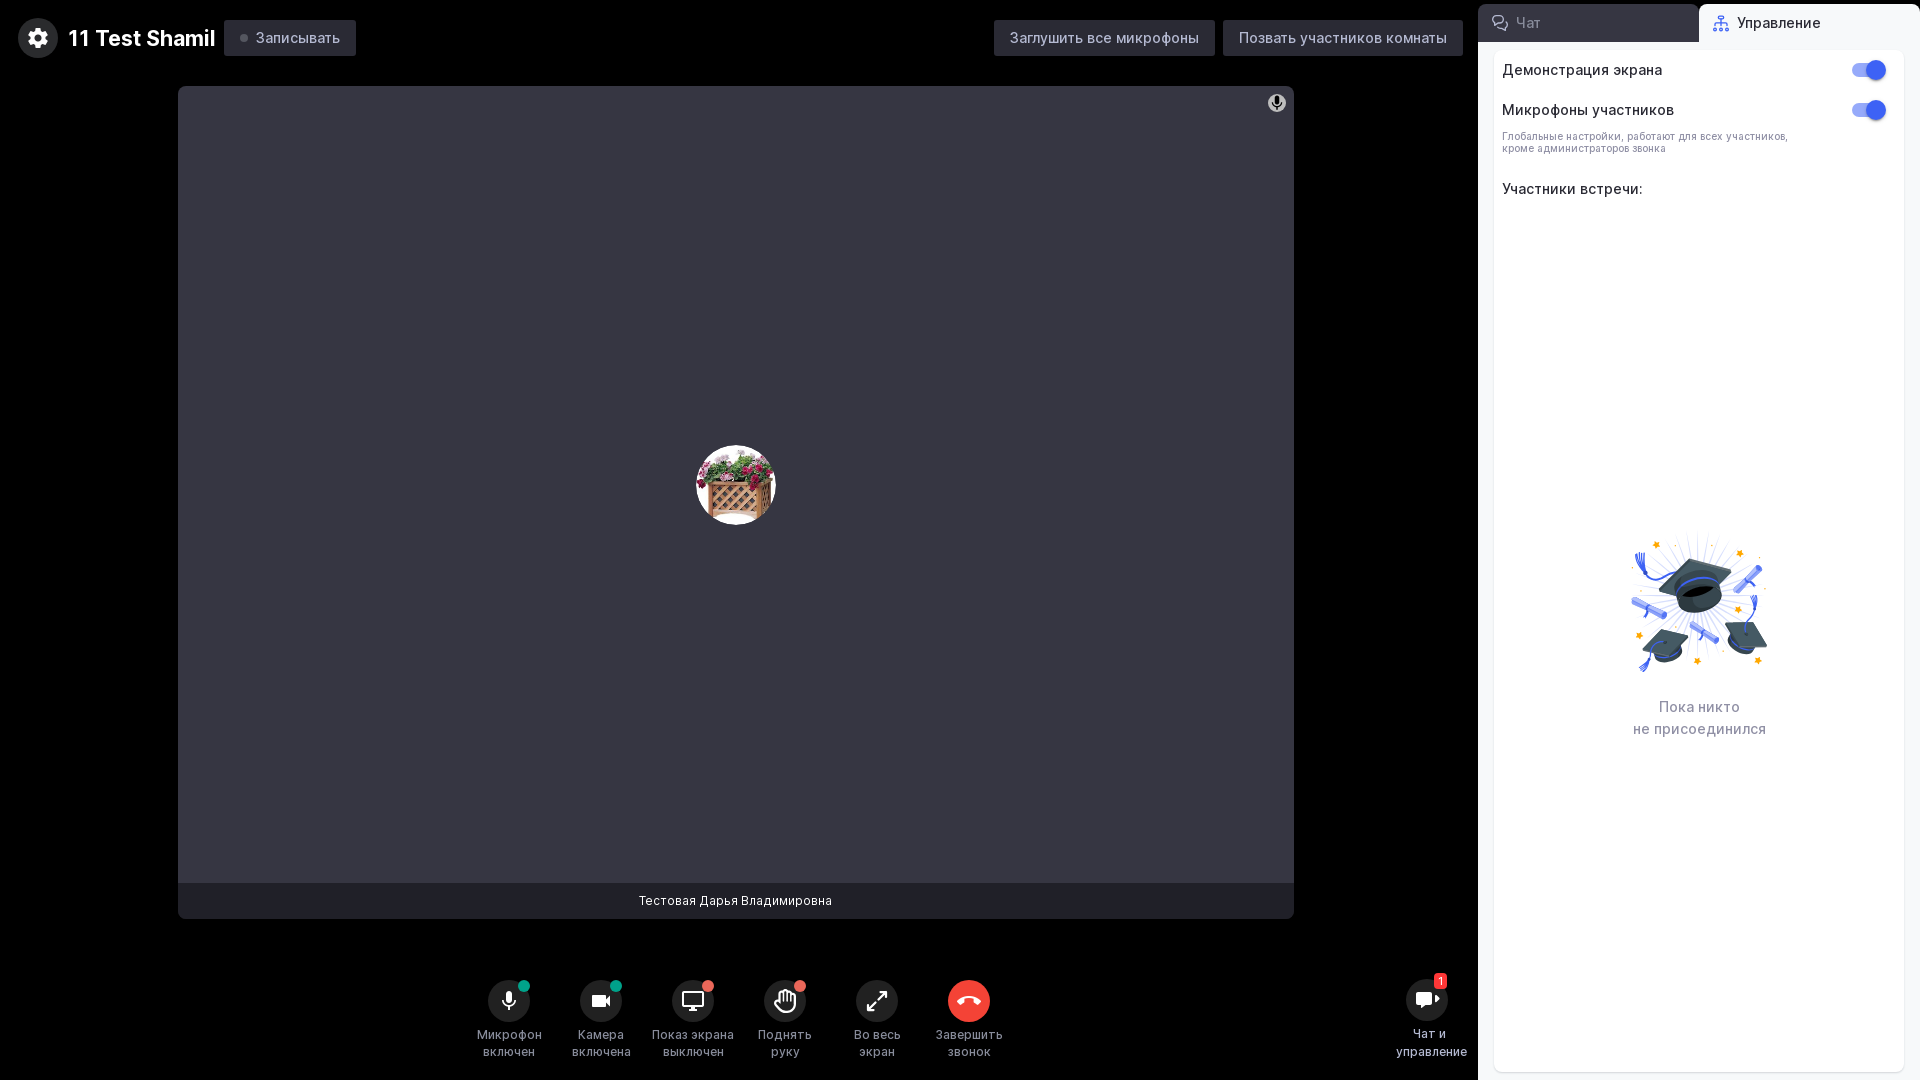 11 Test Shamil
Записывать
Заглушить все микрофоны
Позвать участников комнаты
Чат
Управление
Демонстрация экрана
Микрофоны участников
Глобальные настройки, работают для всех участников,
кроме администраторов звонка
Участники встречи:
Пока никто
не присоединился
Тестовая Дарья Владимировна
Микрофон
включен
Камера
включена
Показ экрана
выключен
Поднять
руку
Во весь
экран
Завершить
звонок
1
Чат и
управление